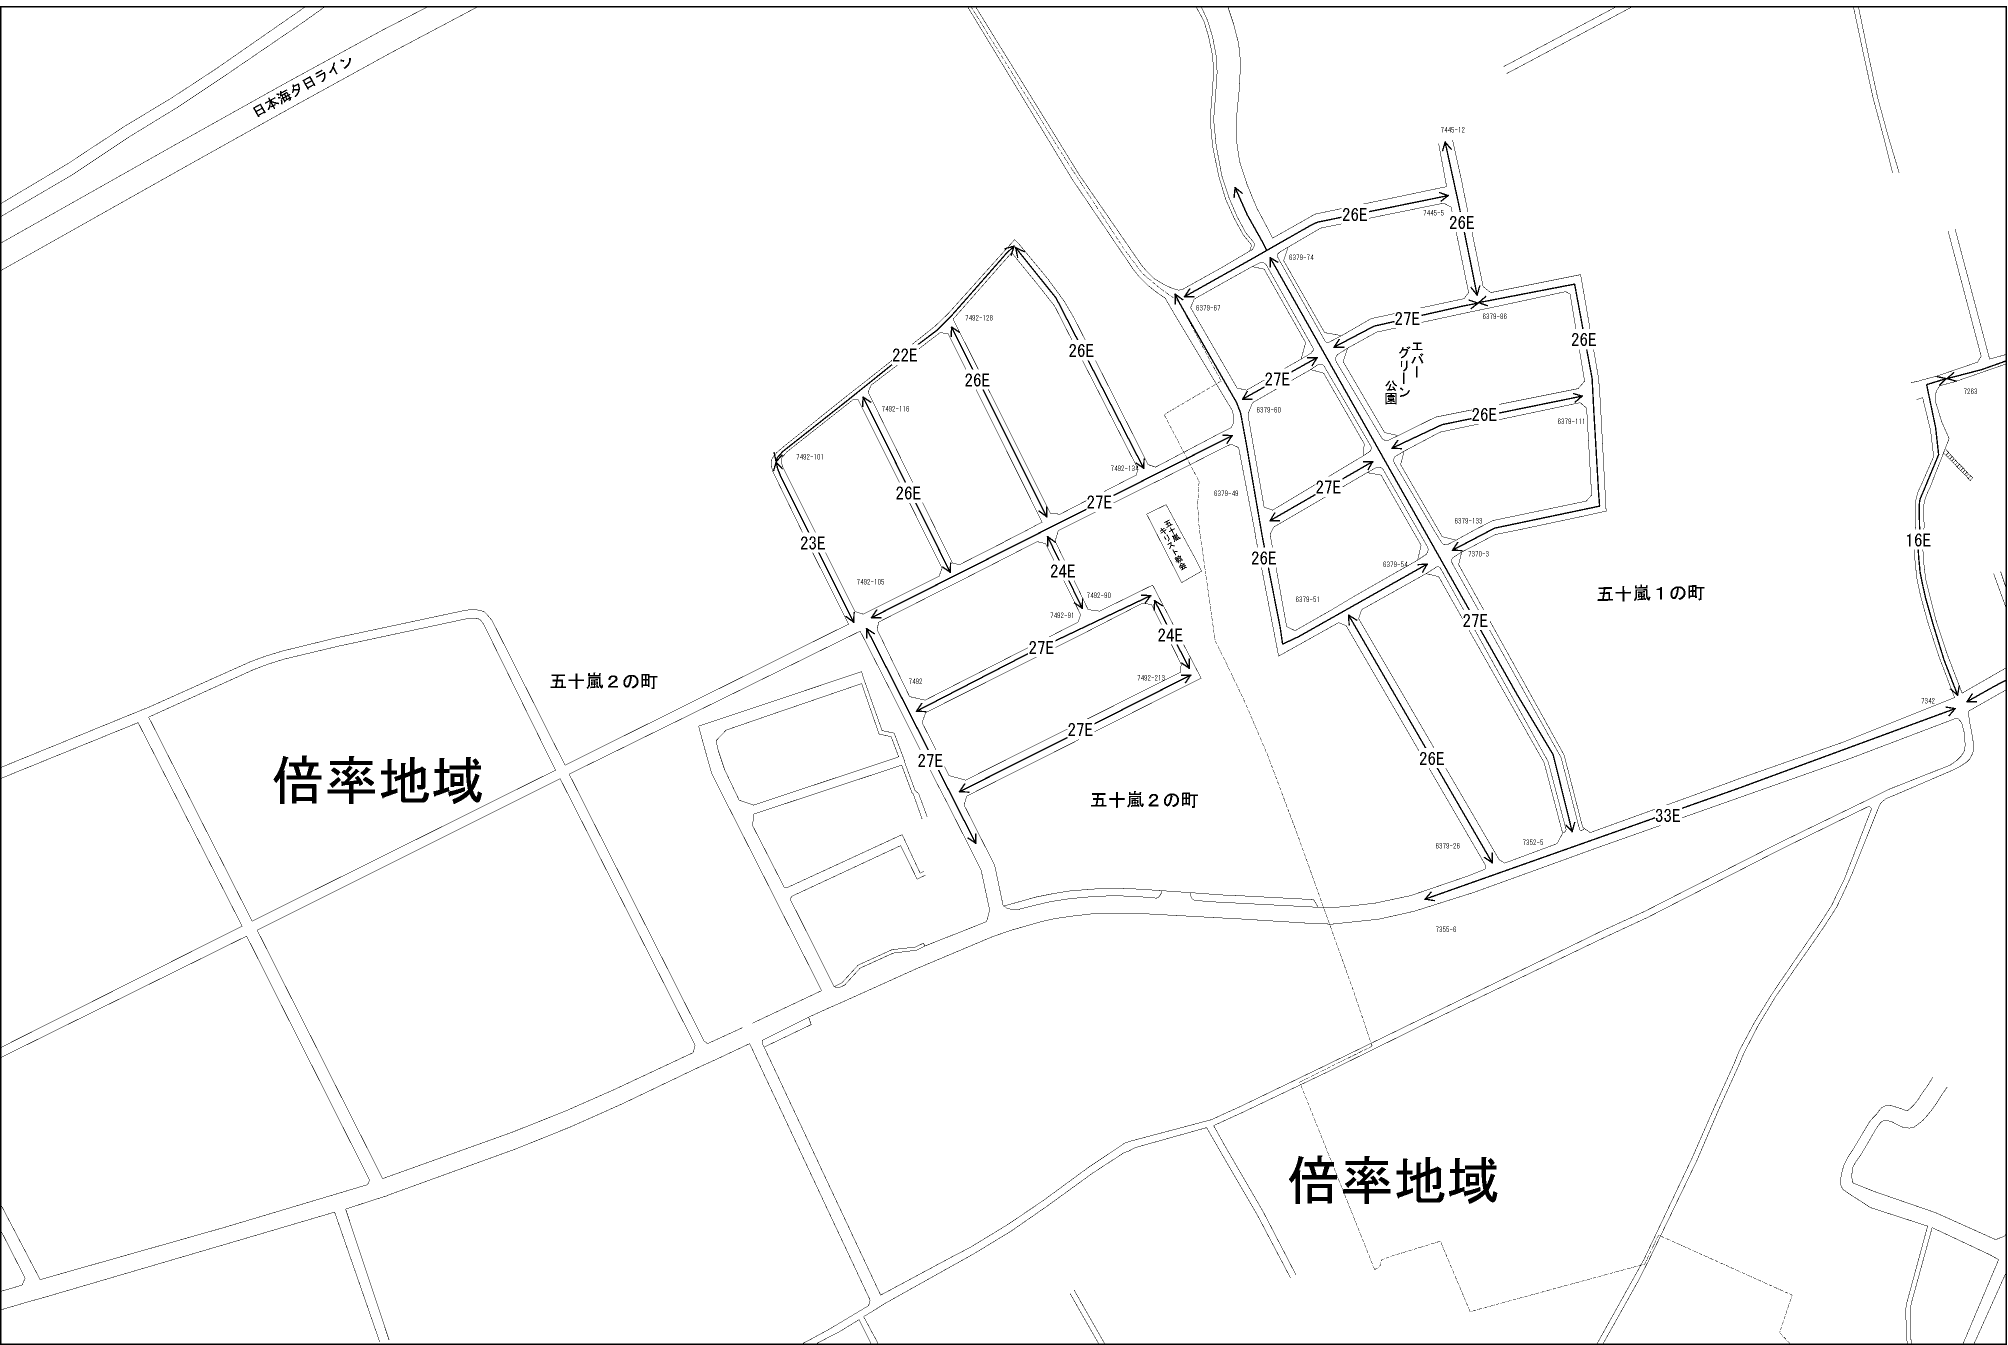 日本海夕日ライン
7445-12
26E
7445-5
26E
6379-74
6379-67
27E
6379-86
26E
エバー
グリーン
公園
7492-128
26E
22E
26E
27E
7492-116
6379-60
26E
6379-111
7263
7492-101
7492-134
26E
27E
27E
6379-49
6379-133
五十嵐
キリスト教会
23E
16E
26E
7370-3
24E
6379-54
7492-105
7492-90
6379-51
五十嵐1の町
7492-91
27E
24E
27E
五十嵐2の町
7492
7492-213
7342
27E
27E
26E
倍率地域
五十嵐2の町
33E
6379-26
7352-5
7355-6
倍率地域